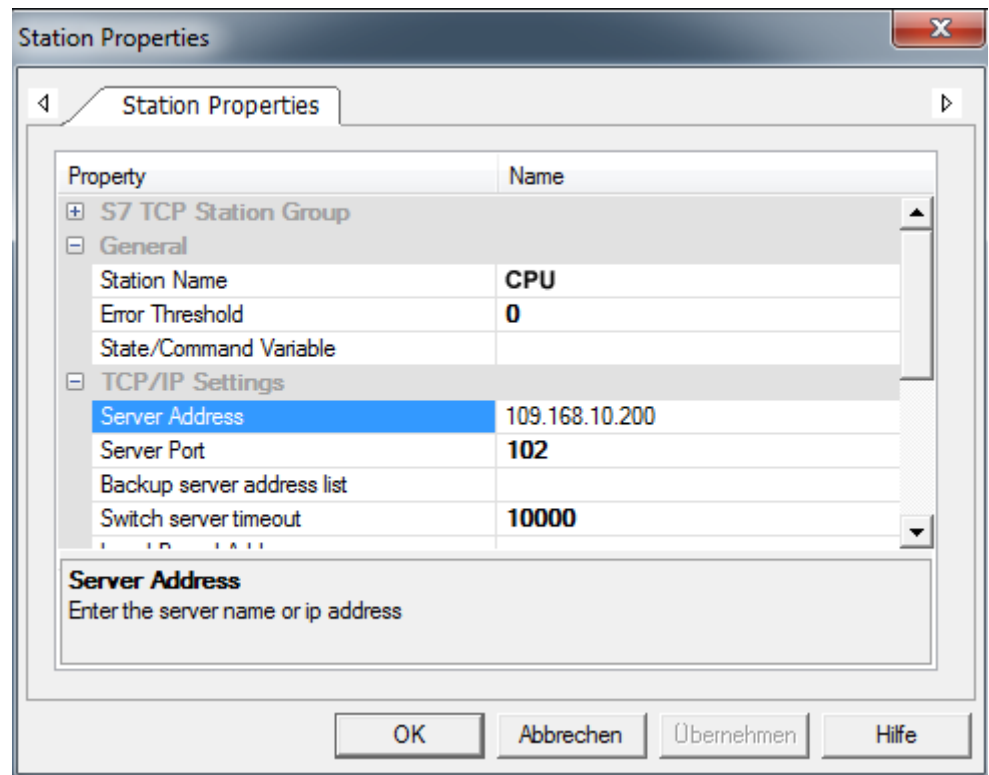 Station Properties
Station Properties
Property Name
S7 TCP Station Group
General
Station Name CPU
Error Threshold 0
State/Command Variable
TCP/IP Settings
Server Address 109.168.10.200
Server Port 102
Backup server address list
Switch server timeout 10000
Server Address
Enter the server name or ip address
OK Abbrechen Übernehmen Hilfe